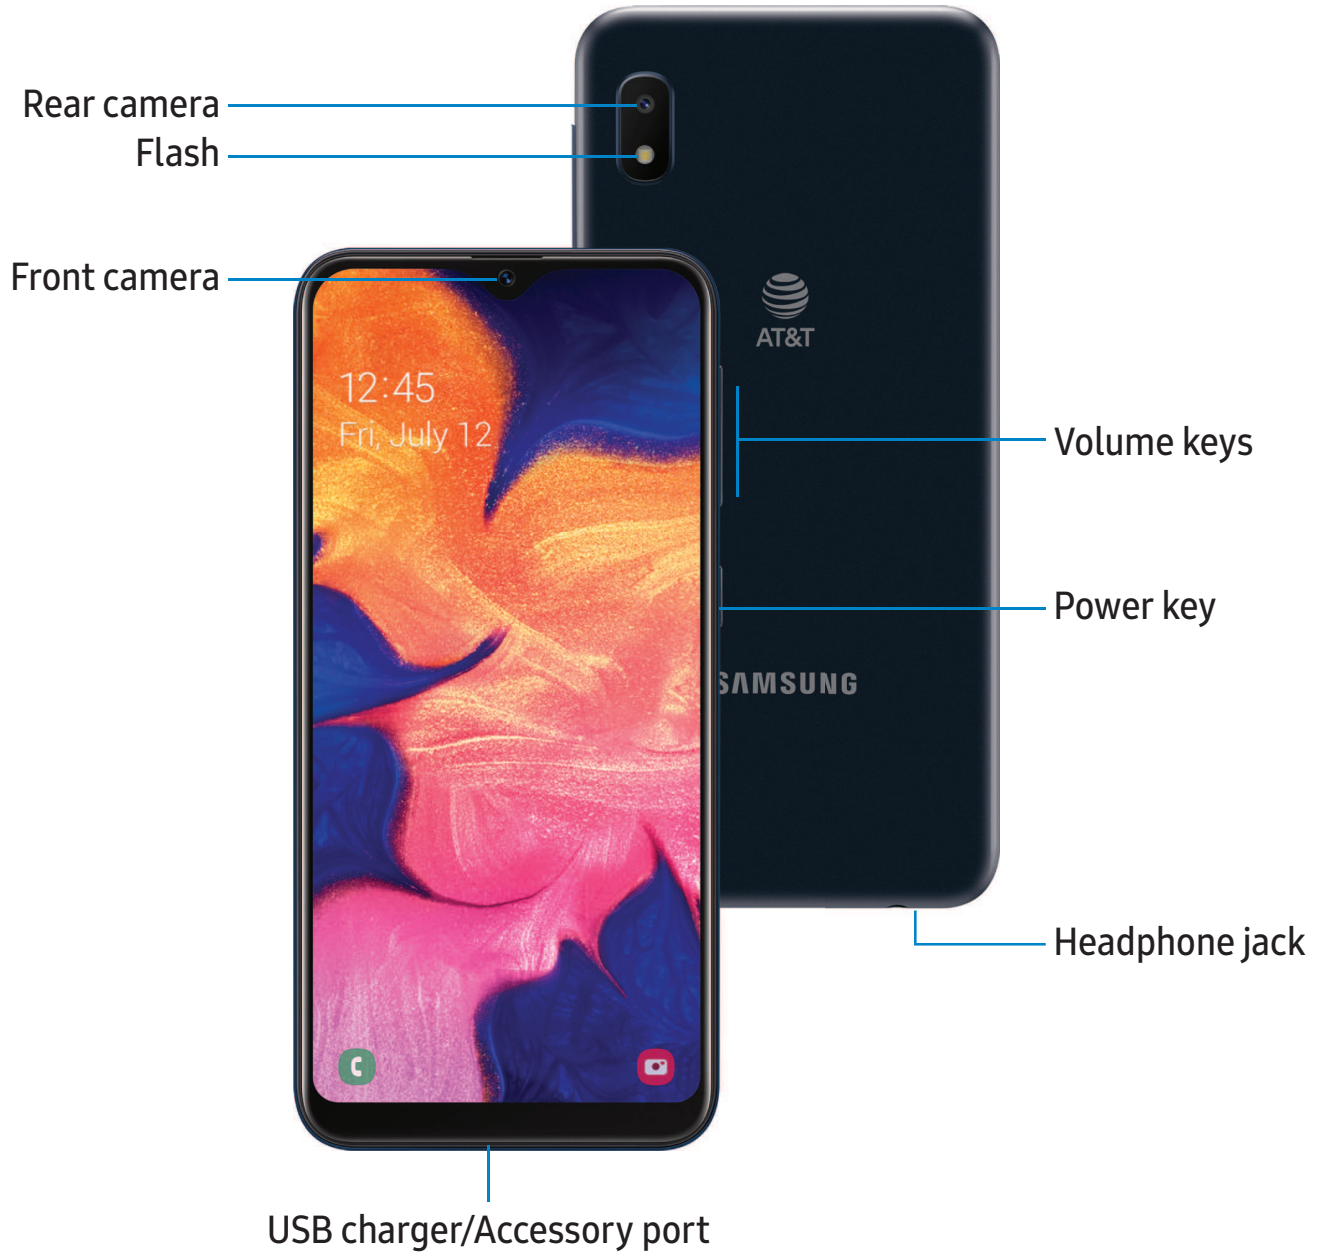 Rear camera
Flash
Front camera
AT&T
12:45
Fri, July 12
Volume keys
Power key
SAMSUNG
Headphone jack
USB charger/Accessory port